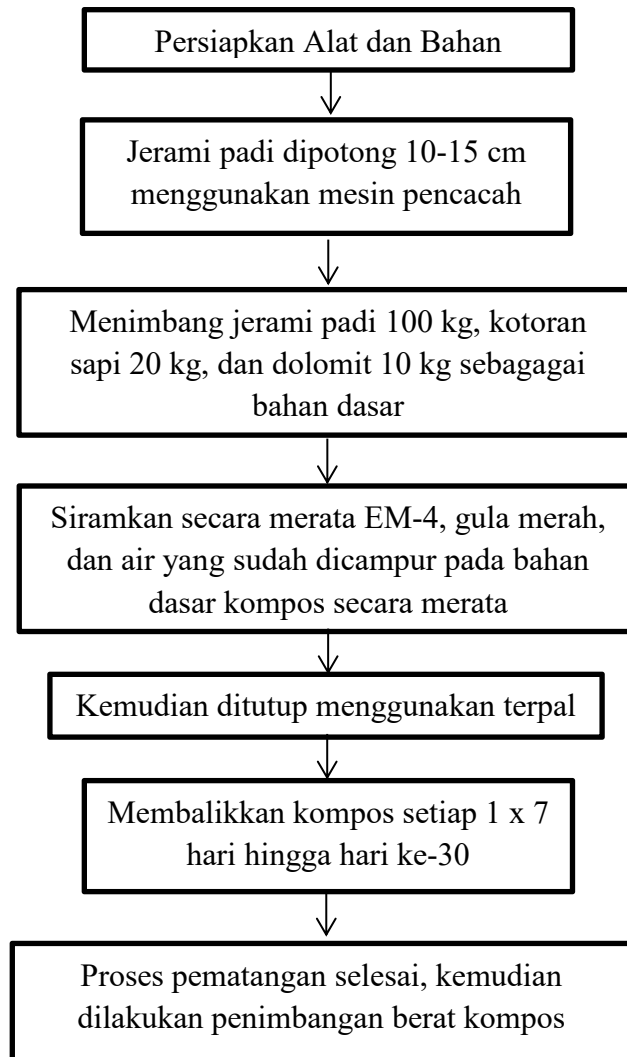 Persiapkan Alat dan Bahan
Jerami padi dipotong 10-15 cm
menggunakan mesin pencacah
Menimbang jerami padi 100 kg, kotoran
sapi 20 kg, dan dolomit 10 kg sebagagai
bahan dasar
Siramkan secara merata EM-4, gula merah,
dan air yang sudah dicampur pada bahan
dasar kompos secara merata
Kemudian ditutup menggunakan terpal
Membalikkan kompos setiap 1 x 7
hari hingga hari ke-30
Proses pematangan selesai, kemudian
dilakukan penimbangan berat kompos